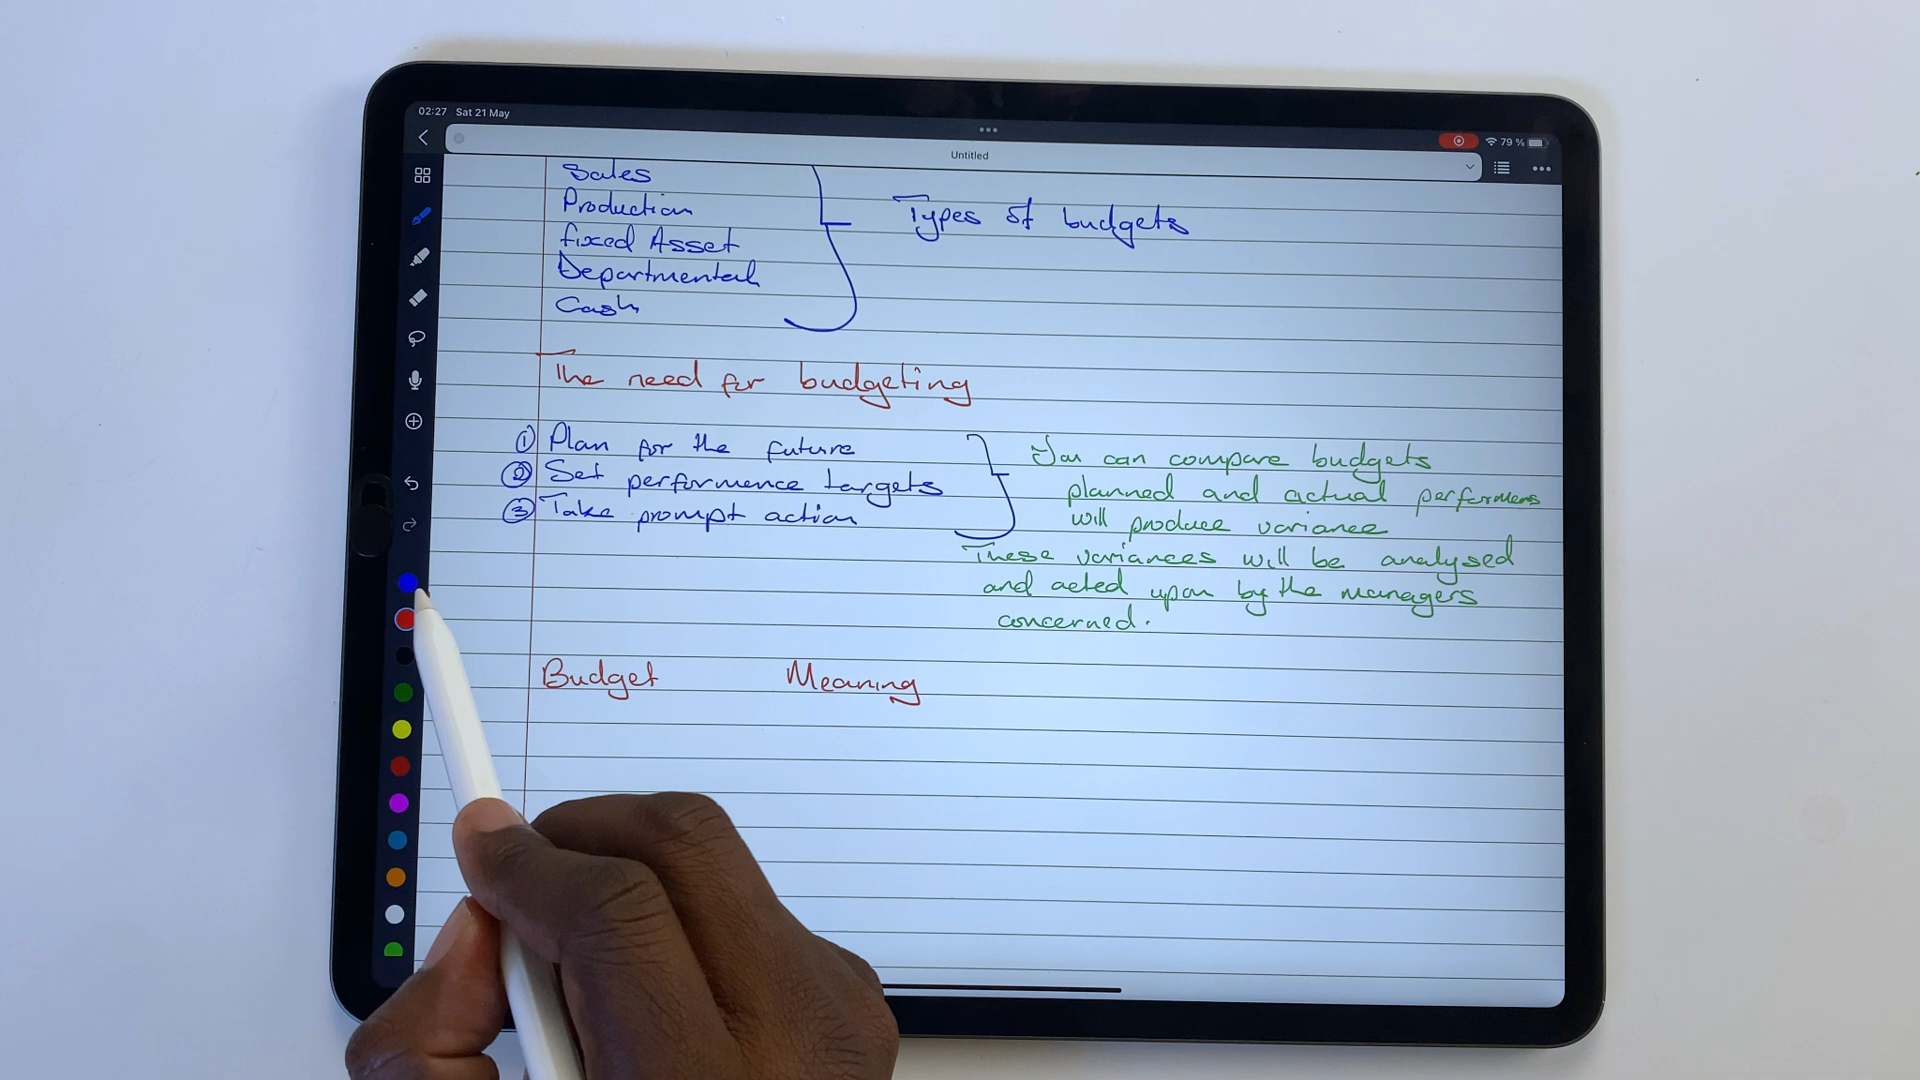 02:27 Sat 21 May
79 %
Untitled
Sales
Production
fixed Asset
Departmental
Cash
Types of budgets
The need for budgeting
① Plan for the future
② Set performence targets
③ Take prompt action
You can compare budgets
planned and actual performens
will produce variance
These variances will be analysed
and acted upon by the managers
concerned.
Budget Meaning